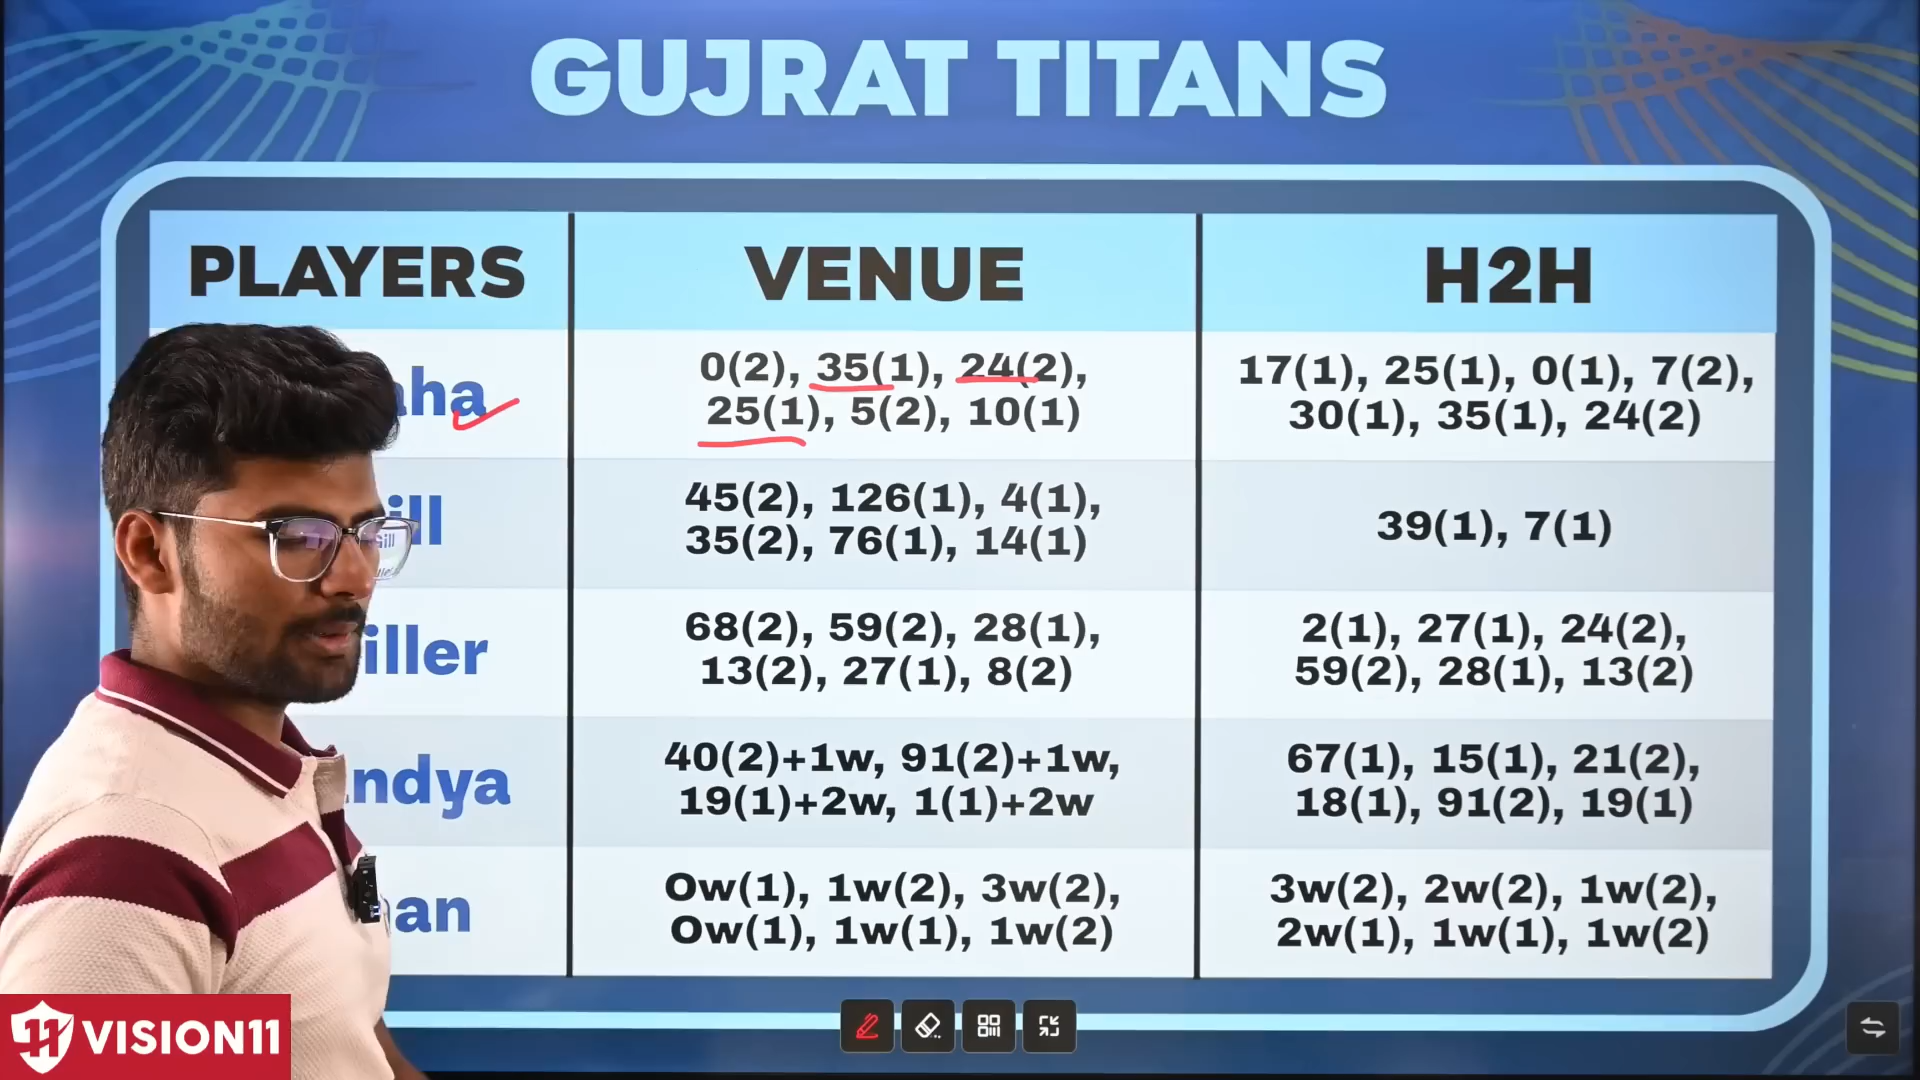 GUJRAT TITANS
PLAYERS VENUE H2H
aha 0(2), 35(1), 24(2), 17(1), 25(1), 0(1), 7(2),
25(1), 5(2), 10(1) 30(1), 35(1), 24(2)
ill 45(2), 126(1), 4(1), 39(1), 7(1)
35(2), 76(1), 14(1)
iller 68(2), 59(2), 28(1), 2(1), 27(1), 24(2),
13(2), 27(1), 8(2) 59(2), 28(1), 13(2)
ndya 40(2)+1w, 91(2)+1w, 67(1), 15(1), 21(2),
19(1)+2w, 1(1)+2w 18(1), 91(2), 19(1)
an 0w(1), 1w(2), 3w(2), 3w(2), 2w(2), 1w(2),
0w(1), 1w(1), 1w(2) 2w(1), 1w(1), 1w(2)
11 VISION11